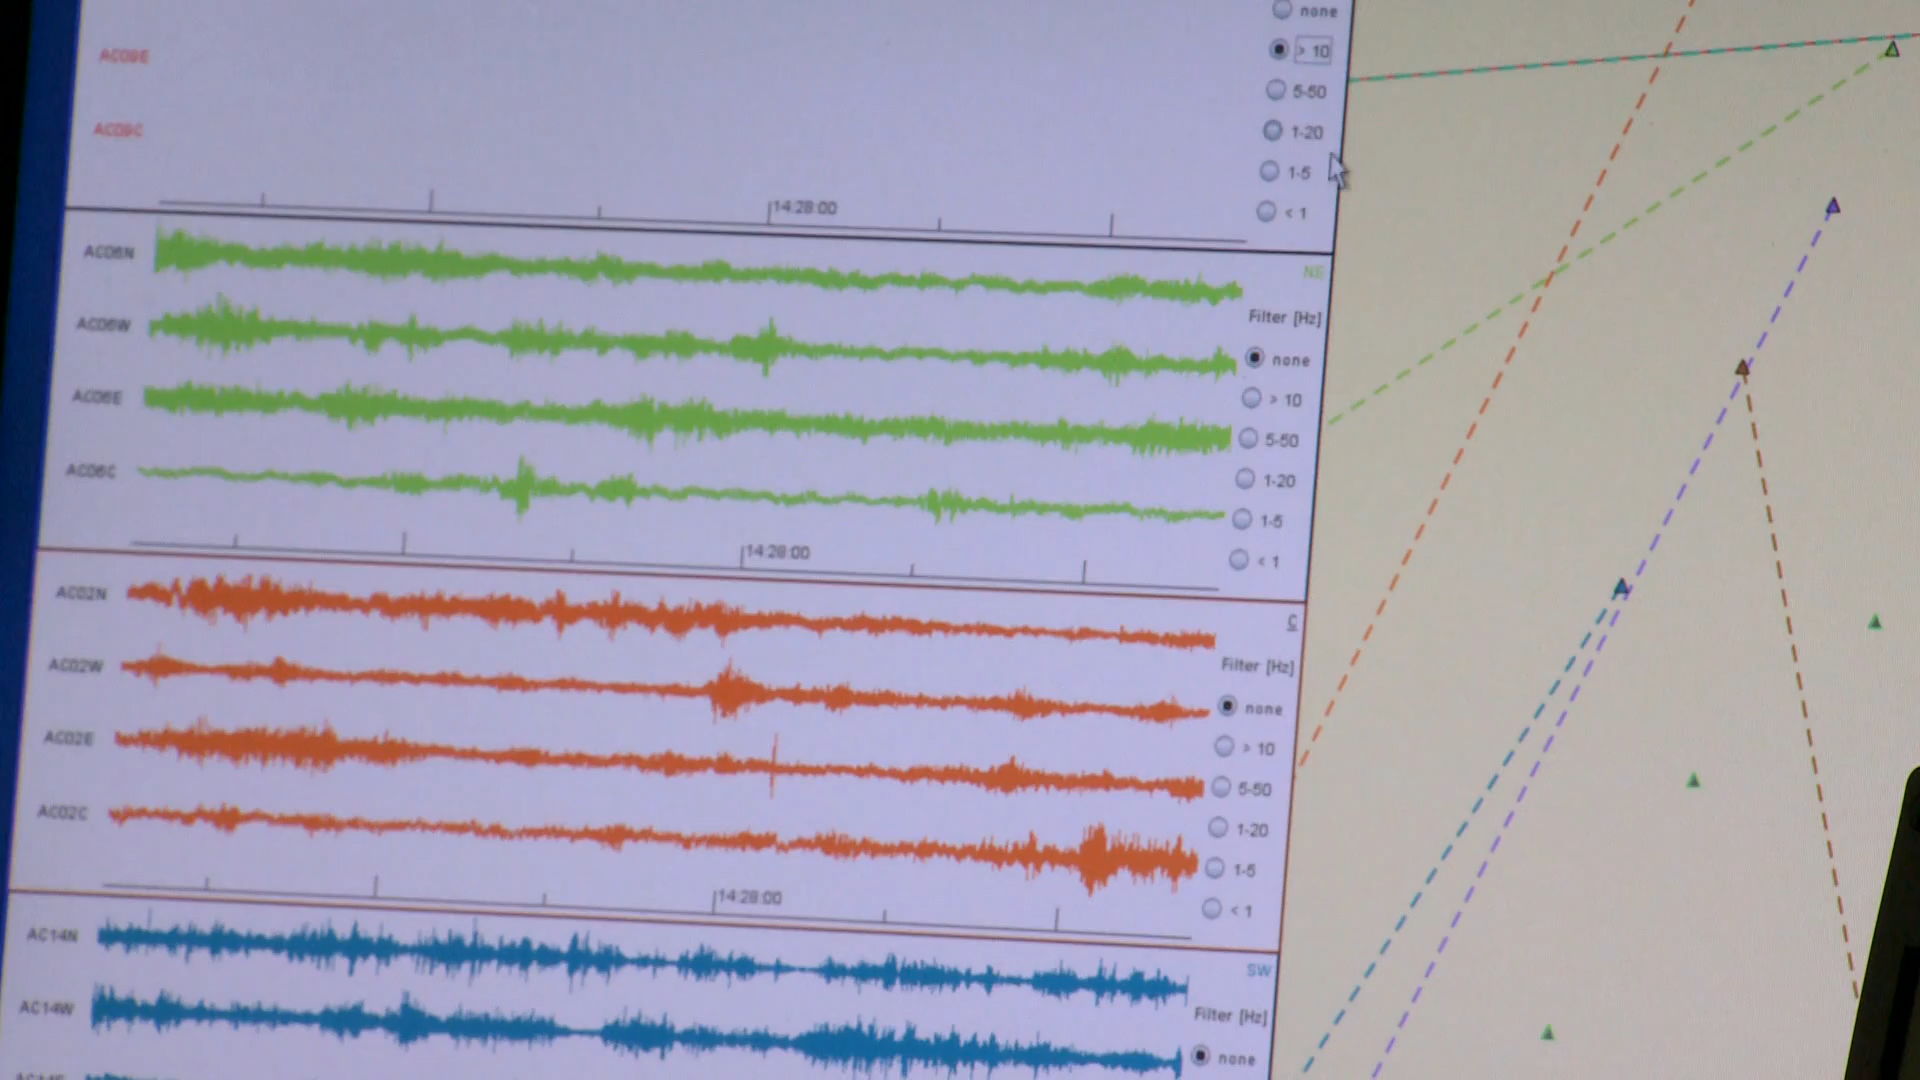 none
> 10
AC09E
5-50
AC09C
1-20
1-5
< 1
14:28:00
AC06N
NE
Filter [Hz]
AC06W
none
AC06E
> 10
5-50
AC06C
1-20
1-5
14:28:00
< 1
AC02N
C
Filter [Hz]
AC02W
none
AC02E
> 10
5-50
AC02C
1-20
1-5
14:28:00
< 1
AC14N
SW
AC14W
Filter [Hz]
none